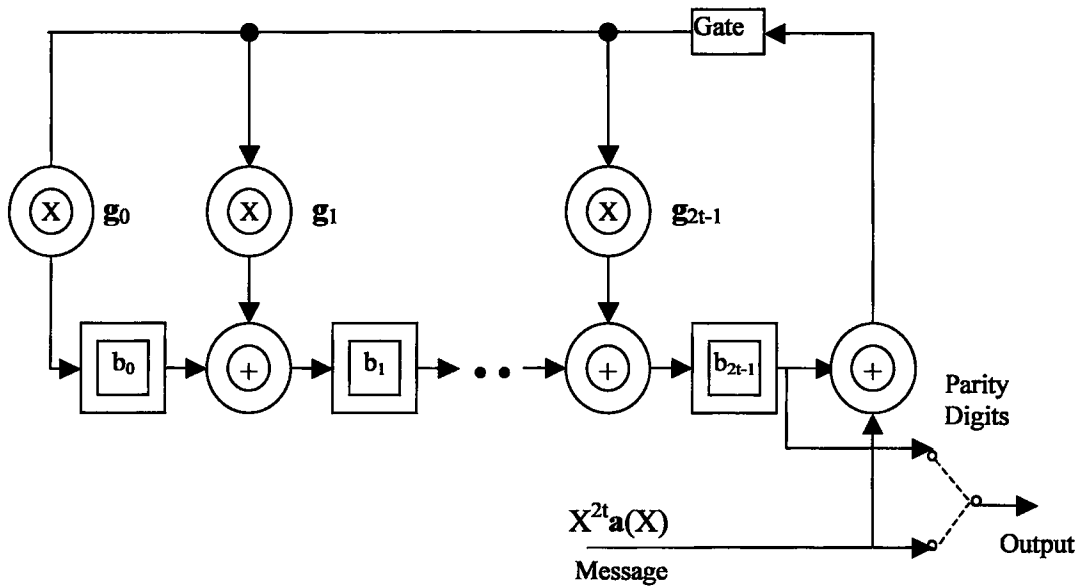 Gate
X g₀ X g₁ X g₂ₜ₋₁
b₀ + b₁ + b₂ₜ₋₁ +
Parity
Digits
X²ᵗa(X)
Output
Message